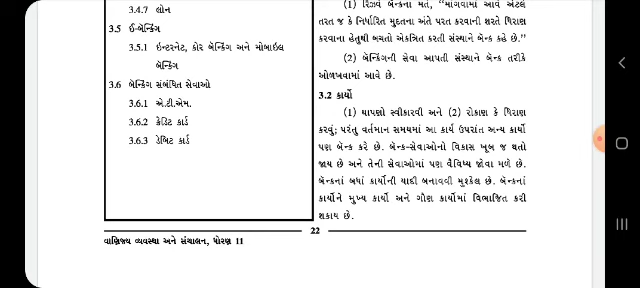 3.4.7 લોન
3.5 ઈ-બૅન્કિંગ
3.5.1 ઇન્ટરનેટ, કોર બૅન્કિંગ અને મોબાઇલ
બૅન્કિંગ
3.6 બૅન્કિંગ સંબંધિત સેવાઓ
3.6.1 એ.ટી.એમ.
3.6.2 ક્રેડિટ કાર્ડ
3.6.3 ડેબિટ કાર્ડ
(1) રિઝર્વ બૅન્કના મતે, “માંગવામાં આવે એટલે
તરત જ કે નિર્ધારિત મુદતના અંતે પરત કરવાની શરતે ધિરાણ
કરવાના હેતુથી બચતો એકત્રિત કરતી સંસ્થાને બૅન્ક કહે છે.”
(2) બૅન્કિંગની સેવા આપતી સંસ્થાને બૅન્ક તરીકે
ઓળખવામાં આવે છે.
3.2 કાર્યો
(1) થાપણો સ્વીકારવી અને (2) રોકાણ કે ધિરાણ
કરવું; પરંતુ વર્તમાન સમયમાં આ કાર્ય ઉપરાંત અન્ય કાર્યો
પણ બૅન્ક કરે છે. બૅન્ક-સેવાઓનો વિકાસ ખૂબ જ થતો
જાય છે અને તેની સેવાઓમાં પણ વૈવિધ્ય જોવા મળે છે.
બૅન્કનાં બધાં કાર્યોની યાદી બનાવવી મુશ્કેલ છે. બૅન્કનાં
કાર્યોને મુખ્ય કાર્યો અને ગૌણ કાર્યોમાં વિભાજિત કરી
શકાય છે.
22
વાણિજ્ય વ્યવસ્થા અને સંચાલન, ધોરણ 11